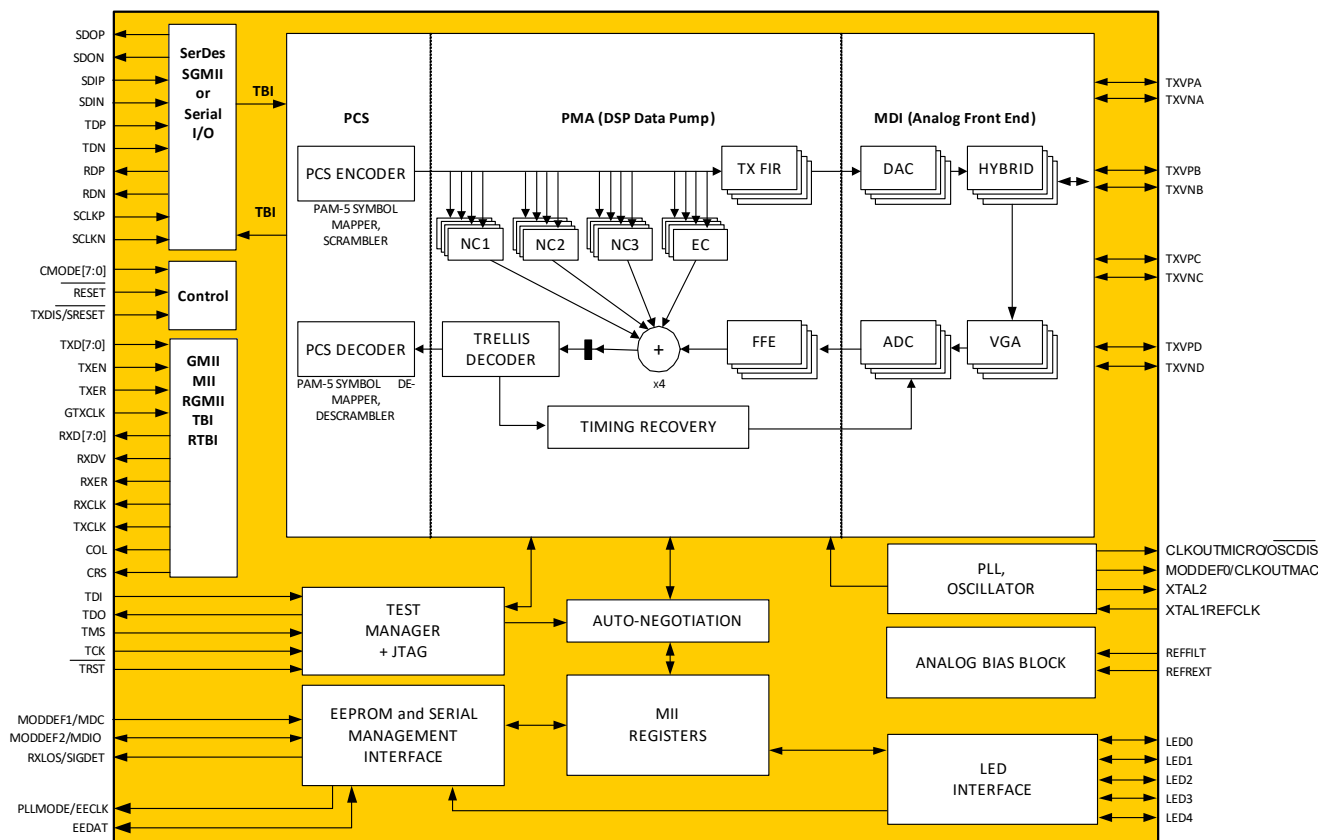 SDOP
SDON
SDIP
SDIN
TDP
TDN
RDP
RDN
SCLKP
SCLKN
SerDes
SGMII
or
Serial
I/O
TBI
TBI
CMODE[7:0]
RESET
TXDIS/SRESET
Control
TXD[7:0]
TXEN
TXER
GTXCLK
RXD[7:0]
RXDV
RXER
RXCLK
TXCLK
COL
CRS
GMII
MII
RGMII
TBI
RTBI
PCS
PCS ENCODER
PAM-5 SYMBOL
MAPPER,
SCRAMBLER
PCS DECODER
PAM-5 SYMBOL DE-
MAPPER,
DESCRAMBLER
PMA (DSP Data Pump)
TX FIR
NC1
NC2
NC3
EC
TRELLIS
DECODER
+
x4
FFE
TIMING RECOVERY
MDI (Analog Front End)
DAC
HYBRID
ADC
VGA
TXVPA
TXVNA
TXVPB
TXVNB
TXVPC
TXVNC
TXVPD
TXVND
TDI
TDO
TMS
TCK
TRST
TEST
MANAGER
+ JTAG
AUTO-NEGOTIATION
PLL,
OSCILLATOR
CLKOUTMICRO/OSCDIS
MODDEF0/CLKOUTMAC
XTAL2
XTAL1REFCLK
ANALOG BIAS BLOCK
REFFILT
REFREXT
MODDEF1/MDC
MODDEF2/MDIO
RXLOS/SIGDET
PLLMODE/EECLK
EEDAT
EEPROM and SERIAL
MANAGEMENT
INTERFACE
MII
REGISTERS
LED
INTERFACE
LED0
LED1
LED2
LED3
LED4